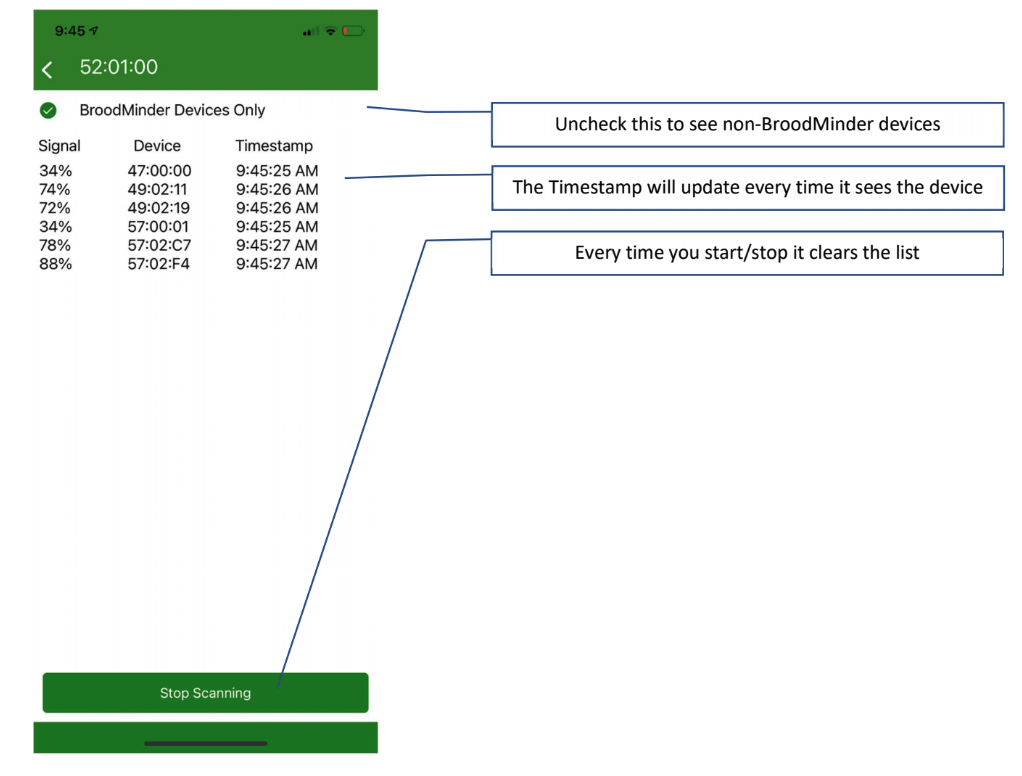 9:45
52:01:00
BroodMinder Devices Only
Signal Device Timestamp
34% 47:00:00 9:45:25 AM
74% 49:02:11 9:45:26 AM
72% 49:02:19 9:45:26 AM
34% 57:00:01 9:45:25 AM
78% 57:02:C7 9:45:27 AM
88% 57:02:F4 9:45:27 AM
Stop Scanning
Uncheck this to see non-BroodMinder devices
The Timestamp will update every time it sees the device
Every time you start/stop it clears the list